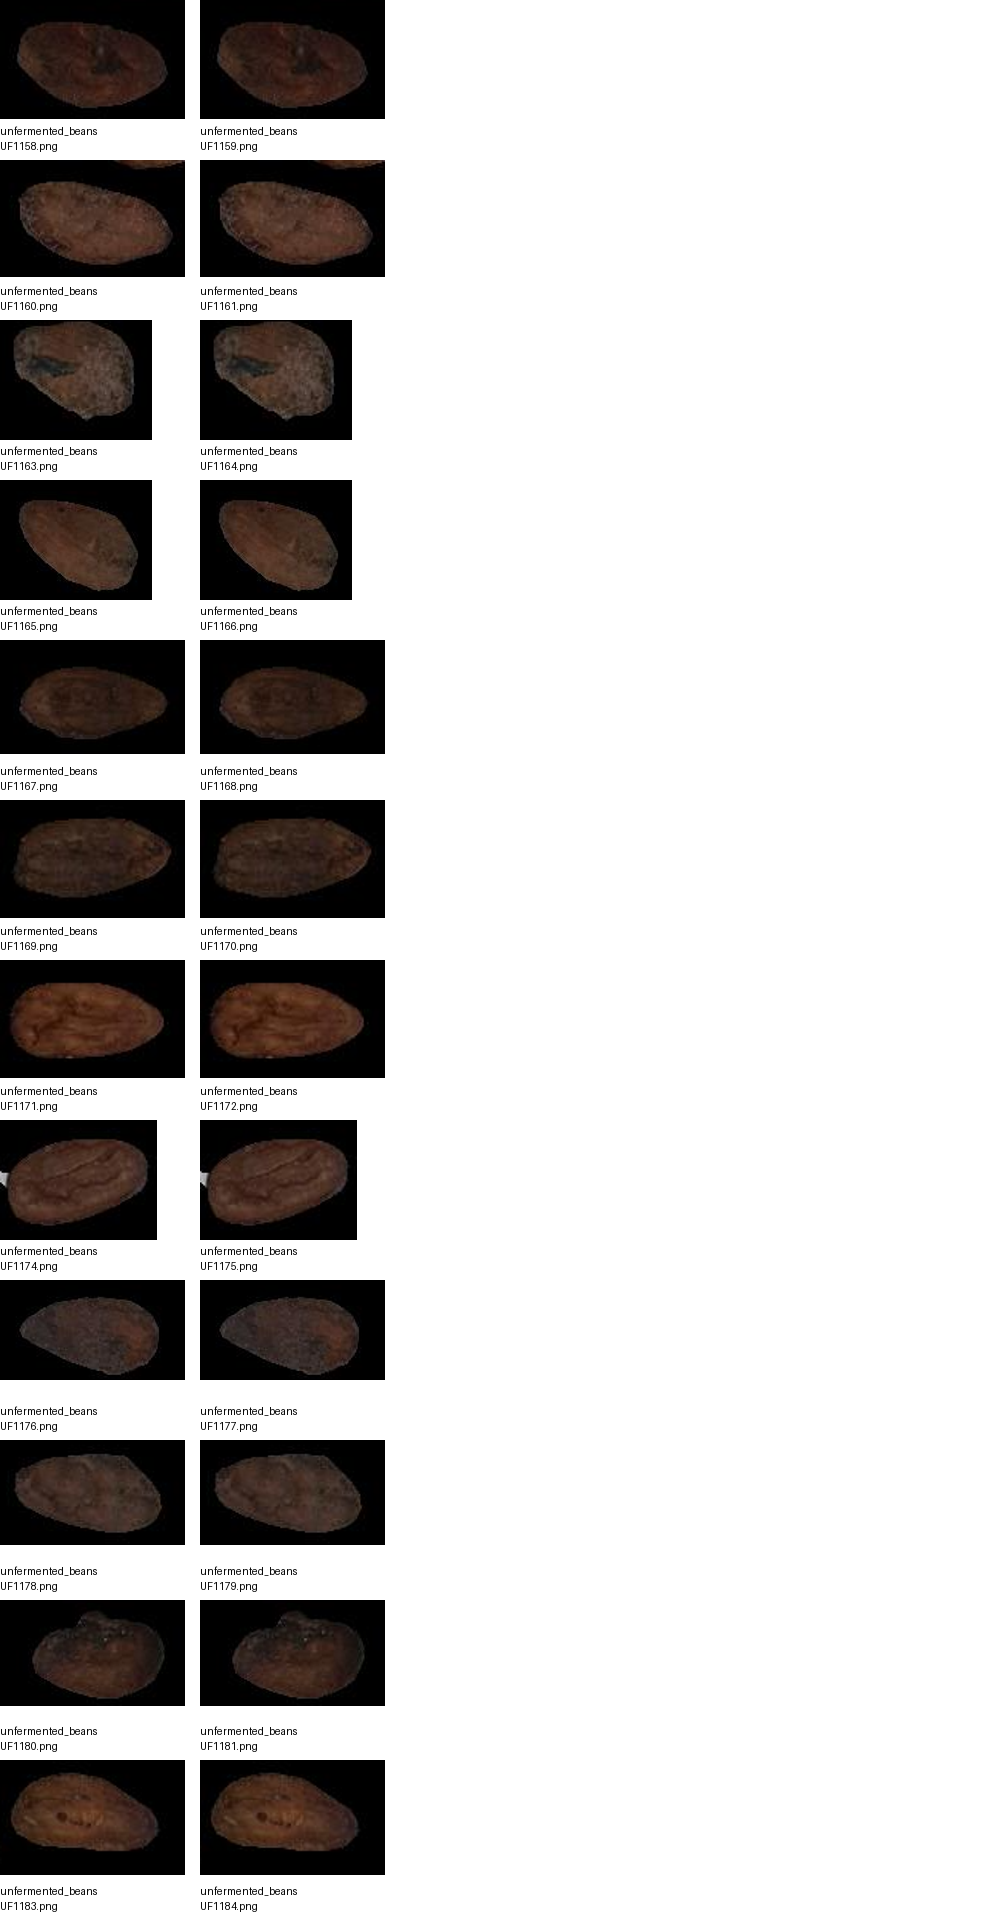 unfermented_beans
UF1158.png
unfermented_beans
UF1159.png
unfermented_beans
UF1160.png
unfermented_beans
UF1161.png
unfermented_beans
UF1163.png
unfermented_beans
UF1164.png
unfermented_beans
UF1165.png
unfermented_beans
UF1166.png
unfermented_beans
UF1167.png
unfermented_beans
UF1168.png
unfermented_beans
UF1169.png
unfermented_beans
UF1170.png
unfermented_beans
UF1171.png
unfermented_beans
UF1172.png
unfermented_beans
UF1174.png
unfermented_beans
UF1175.png
unfermented_beans
UF1176.png
unfermented_beans
UF1177.png
unfermented_beans
UF1178.png
unfermented_beans
UF1179.png
unfermented_beans
UF1180.png
unfermented_beans
UF1181.png
unfermented_beans
UF1183.png
unfermented_beans
UF1184.png